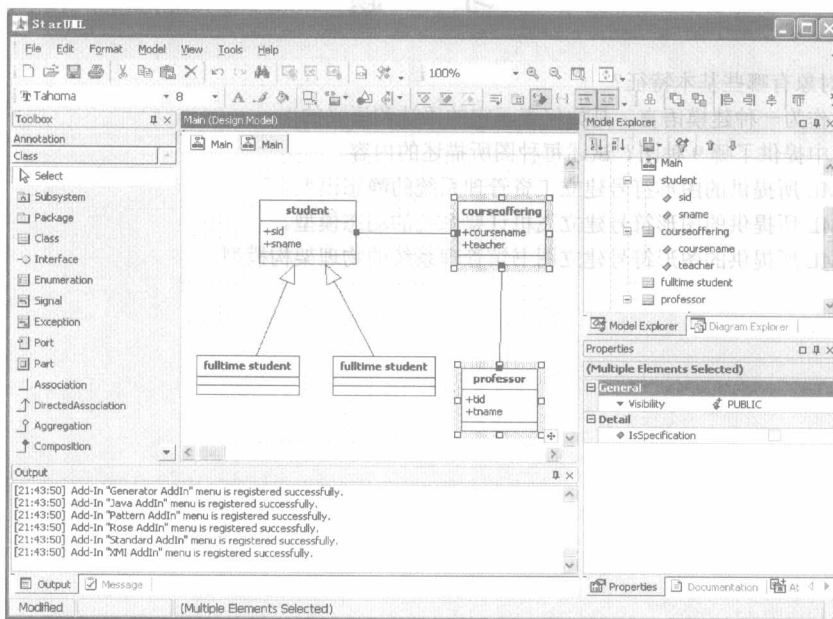 StarUML
File Edit Format Model View Tools Help
100%
Tahoma 8
Toolbox
Annotation
Class
Select
Subsystem
Package
Class
Interface
Enumeration
Signal
Exception
Port
Part
Association
DirectedAssociation
Aggregation
Composition
Main (Design Model)
Main Main
student
+sid
+sname
courseoffering
+coursename
+teacher
fulltime student
fulltime student
professor
+tid
+tname
Model Explorer
Main
student
sid
sname
courseoffering
coursename
teacher
fulltime student
professor
Model Explorer Diagram Explorer
Properties
(Multiple Elements Selected)
General
Visibility PUBLIC
Detail
IsSpecification
Output
[21:43:50] Add-In "Generator AddIn" menu is registered successfully.
[21:43:50] Add-In "Java AddIn" menu is registered successfully.
[21:43:50] Add-In "Pattern AddIn" menu is registered successfully.
[21:43:50] Add-In "Rose AddIn" menu is registered successfully.
[21:43:50] Add-In "Standard AddIn" menu is registered successfully.
[21:43:50] Add-In "XMI AddIn" menu is registered successfully.
Output Message
Properties Documentation At
Modified (Multiple Elements Selected)